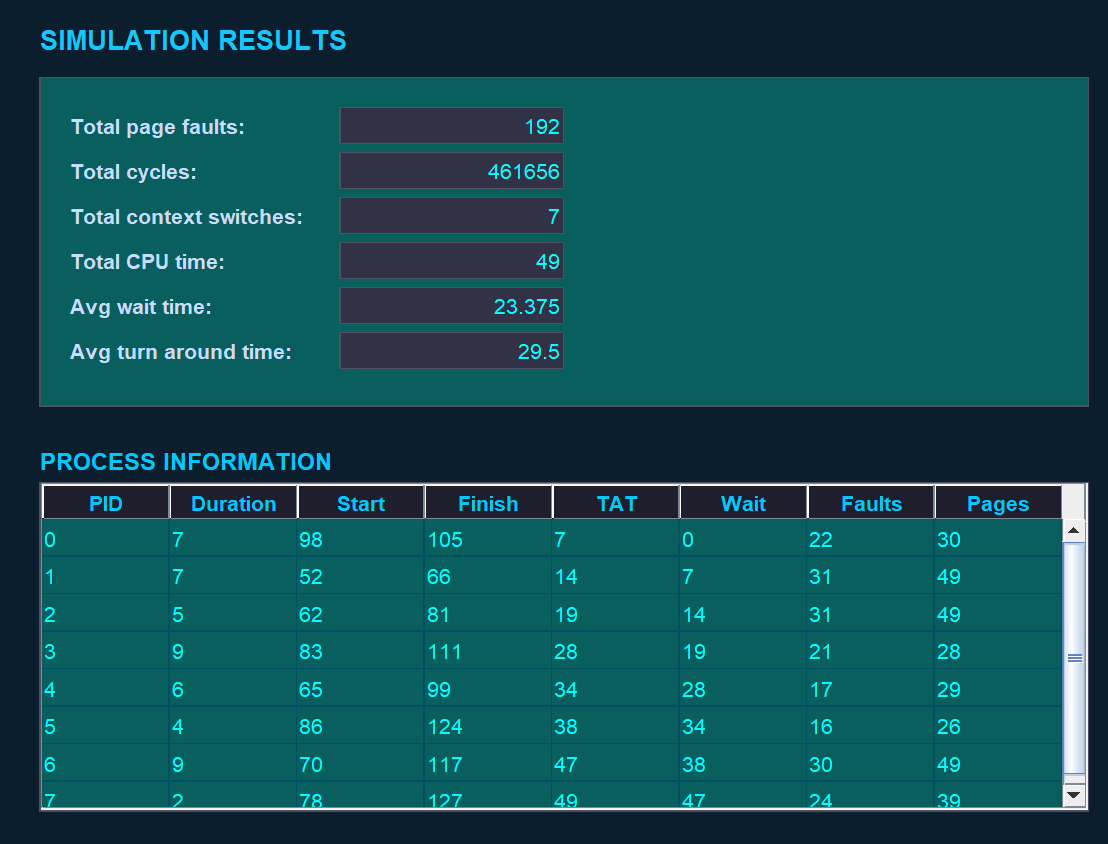 SIMULATION RESULTS
Total page faults: 192
Total cycles: 461656
Total context switches: 7
Total CPU time: 49
Avg wait time: 23.375
Avg turn around time: 29.5
PROCESS INFORMATION
PID Duration Start Finish TAT Wait Faults Pages
0 7 98 105 7 0 22 30
1 7 52 66 14 7 31 49
2 5 62 81 19 14 31 49
3 9 83 111 28 19 21 28
4 6 65 99 34 28 17 29
5 4 86 124 38 34 16 26
6 9 70 117 47 38 30 49
7 2 78 127 49 47 24 39